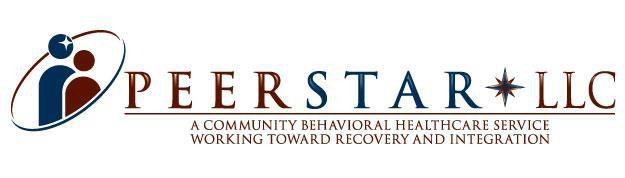 PEERSTAR LLC
A COMMUNITY BEHAVIORAL HEALTHCARE SERVICE
WORKING TOWARD RECOVERY AND INTEGRATION